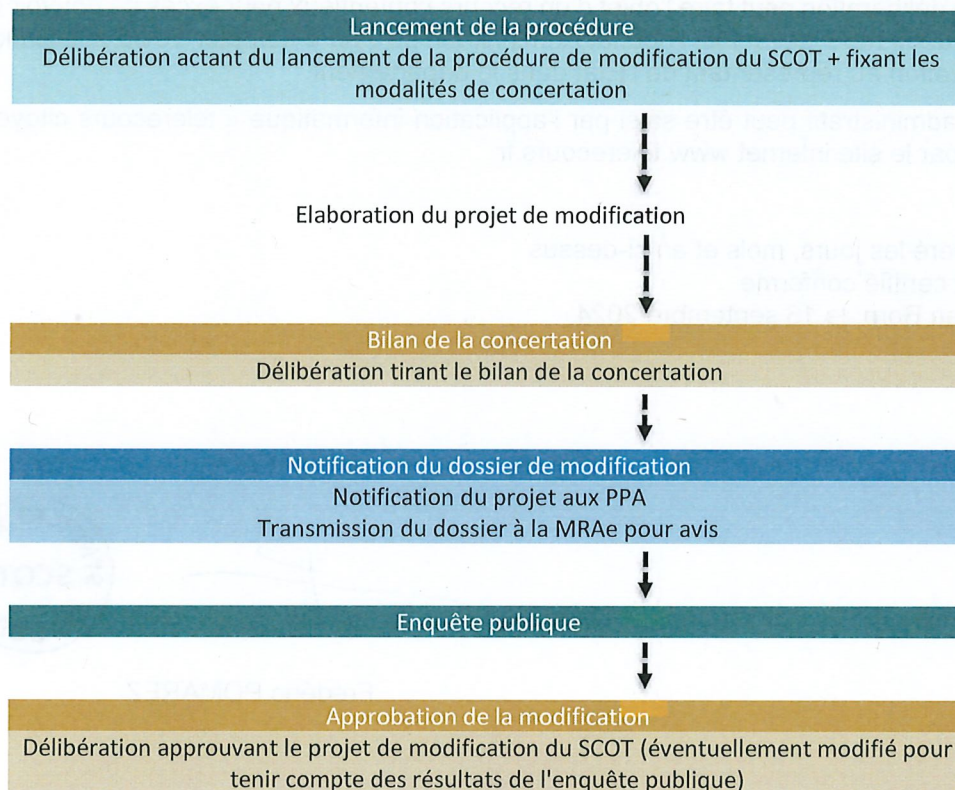 Lancement de la procédure
Délibération actant du lancement de la procédure de modification du SCOT + fixant les
modalités de concertation
Elaboration du projet de modification
Bilan de la concertation
Délibération tirant le bilan de la concertation
Notification du dossier de modification
Notification du projet aux PPA
Transmission du dossier à la MRAe pour avis
Enquête publique
Approbation de la modification
Délibération approuvant le projet de modification du SCOT (éventuellement modifié pour
tenir compte des résultats de l'enquête publique)